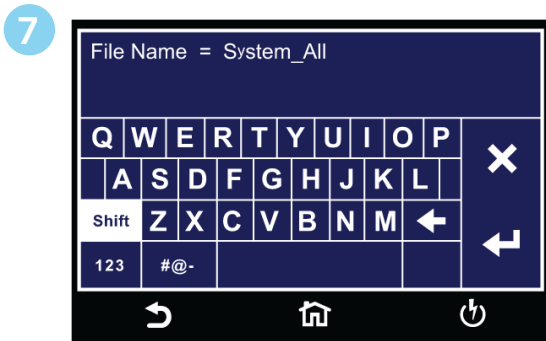 7
File Name = System_All
Q W E R T Y U I O P
A S D F G H J K L
Shift Z X C V B N M
123 #@-